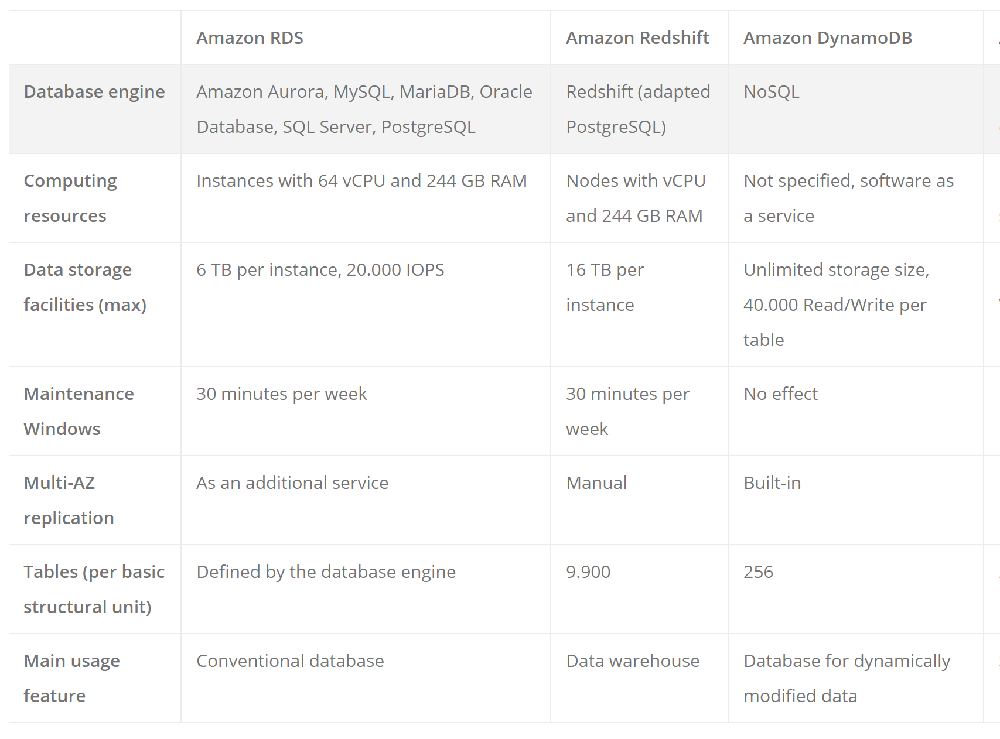 Amazon RDS
Amazon Redshift
Amazon DynamoDB
Database engine
Amazon Aurora, MySQL, MariaDB, Oracle
Database, SQL Server, PostgreSQL
Redshift (adapted
PostgreSQL)
NoSQL
Computing
resources
Instances with 64 vCPU and 244 GB RAM
Nodes with vCPU
and 244 GB RAM
Not specified, software as
a service
Data storage
facilities (max)
6 TB per instance, 20.000 IOPS
16 TB per
instance
Unlimited storage size,
40.000 Read/Write per
table
Maintenance
Windows
30 minutes per week
30 minutes per
week
No effect
Multi-AZ
replication
As an additional service
Manual
Built-in
Tables (per basic
structural unit)
Defined by the database engine
9.900
256
Main usage
feature
Conventional database
Data warehouse
Database for dynamically
modified data